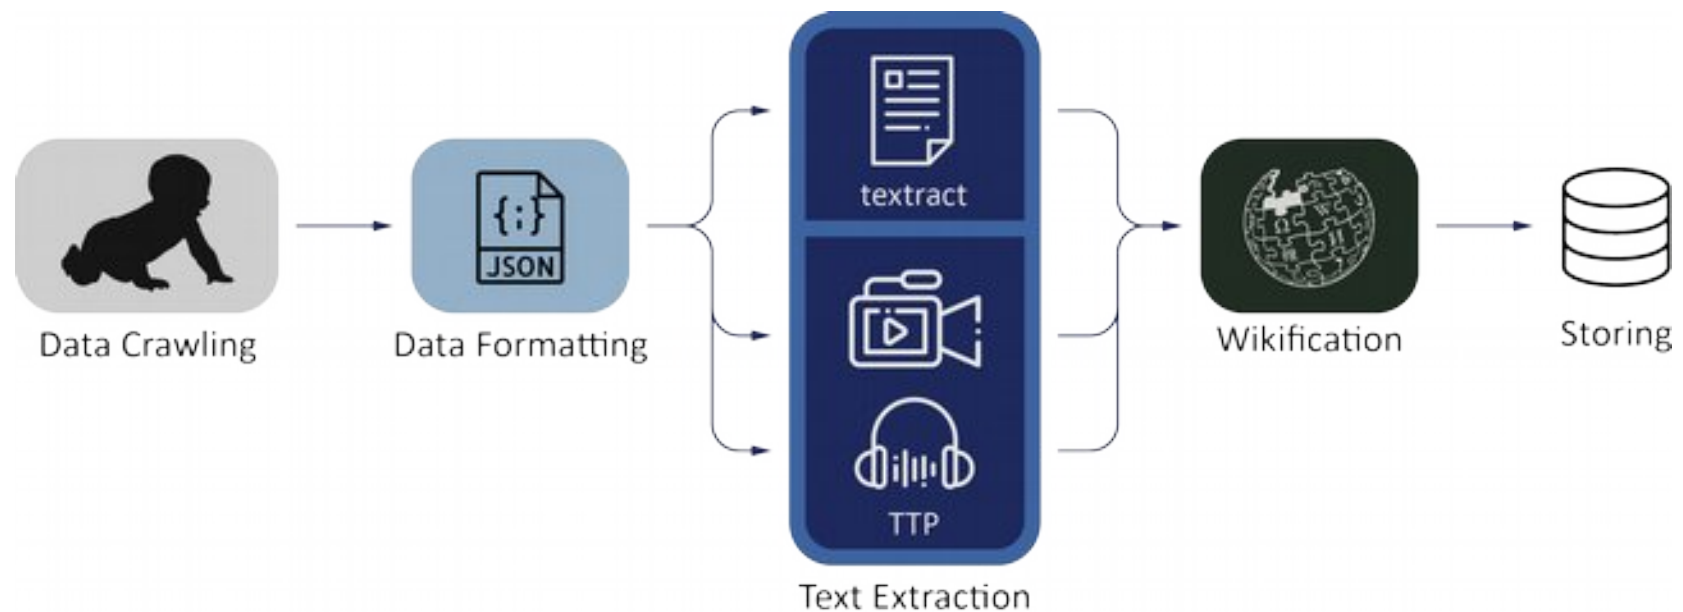 Data Crawling
{;}
JSON
Data Formatting
textract
TTP
Text Extraction
Wikification
Storing